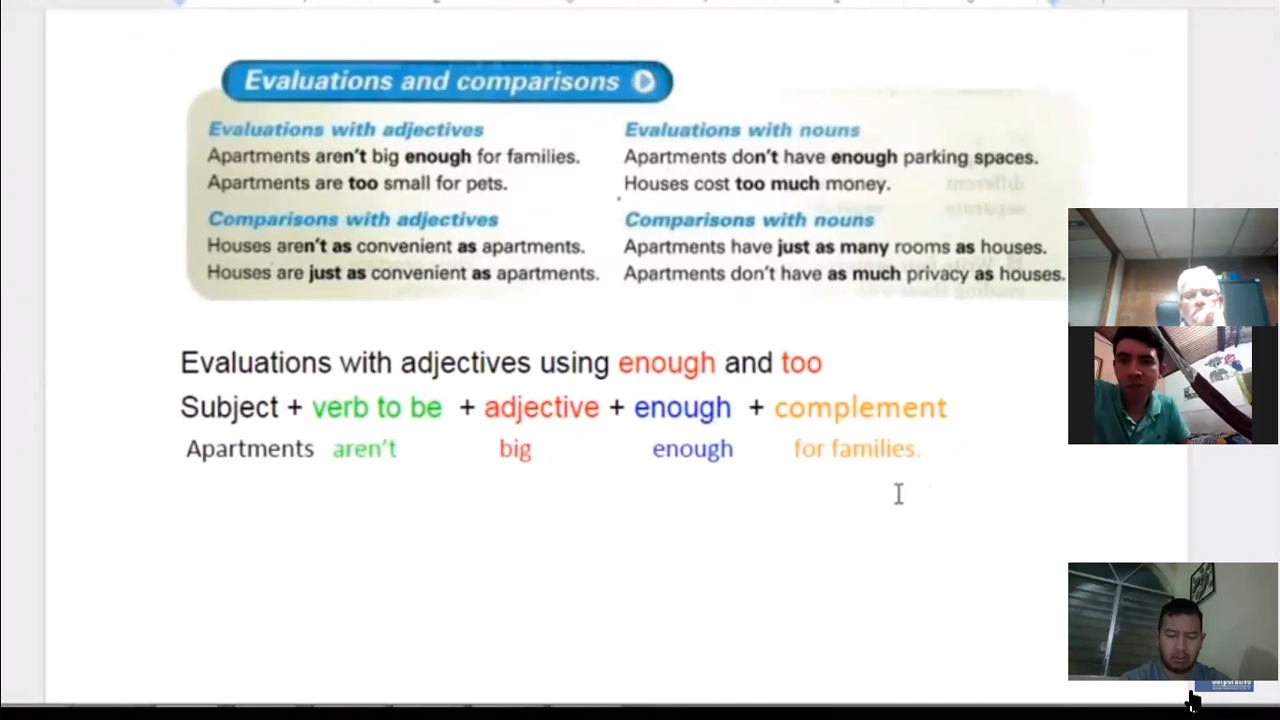 Evaluations and comparisons
Evaluations with adjectives
Apartments aren't big enough for families.
Apartments are too small for pets.
Comparisons with adjectives
Houses aren't as convenient as apartments.
Houses are just as convenient as apartments.
Evaluations with nouns
Apartments don't have enough parking spaces.
Houses cost too much money.
Comparisons with nouns
Apartments have just as many rooms as houses.
Apartments don't have as much privacy as houses.
Evaluations with adjectives using enough and too
Subject + verb to be + adjective + enough + complement
Apartments aren't big enough for families.